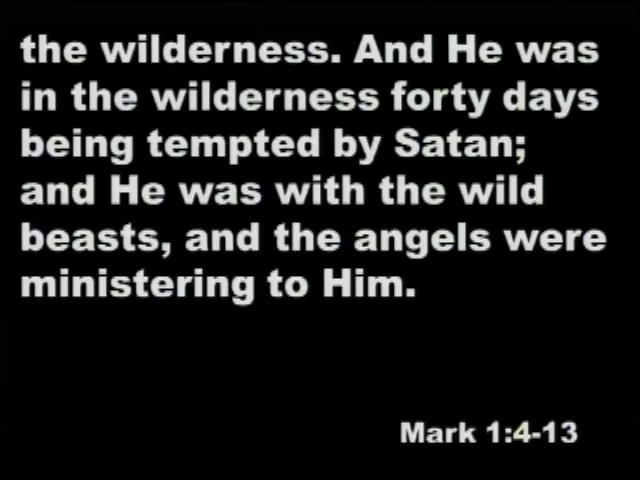 the wilderness. And He was
in the wilderness forty days
being tempted by Satan;
and He was with the wild
beasts, and the angels were
ministering to Him.
Mark 1:4-13